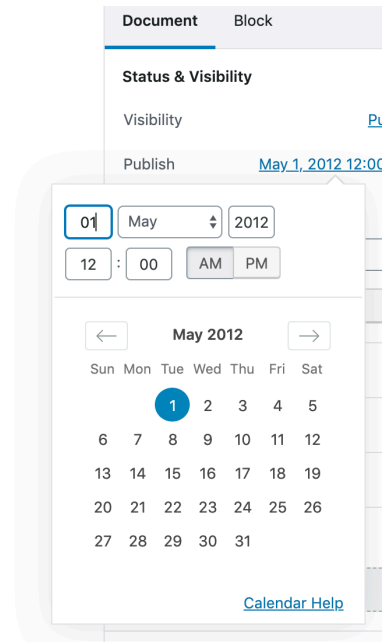 Document Block
Status & Visibility
Visibility Pu
Publish May 1, 2012 12:00
01 May 2012
12 : 00 AM PM
May 2012
Sun Mon Tue Wed Thu Fri Sat
1 2 3 4 5
6 7 8 9 10 11 12
13 14 15 16 17 18 19
20 21 22 23 24 25 26
27 28 29 30 31
Calendar Help